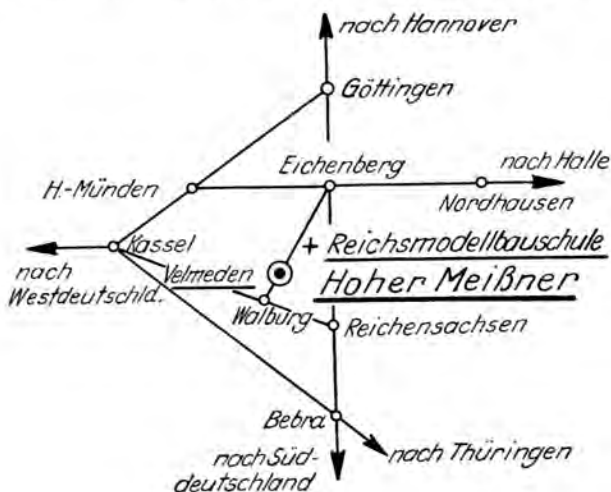 nach Hannover
Göttingen
Eichenberg
nach Halle
H.-Münden
Nordhausen
Kassel
+ Reichsmodellbauschule
nach
Westdeutschld.
Velmeden
Hoher Meißner
Walburg
Reichensachsen
Bebra
nach Süd-
deutschland
nach Thüringen